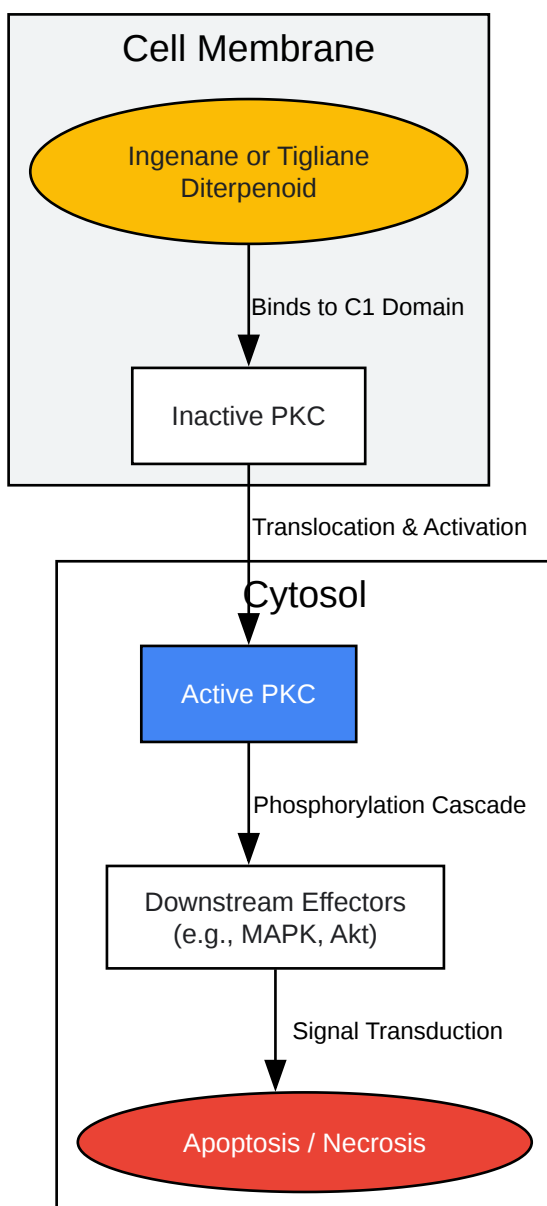 Cell Membrane
Ingenane or Tigliane
Diterpenoid
Binds to C1 Domain
Inactive PKC
Translocation & Activation
Cytosol
Active PKC
Phosphorylation Cascade
Downstream Effectors
(e.g., MAPK, Akt)
Signal Transduction
Apoptosis / Necrosis